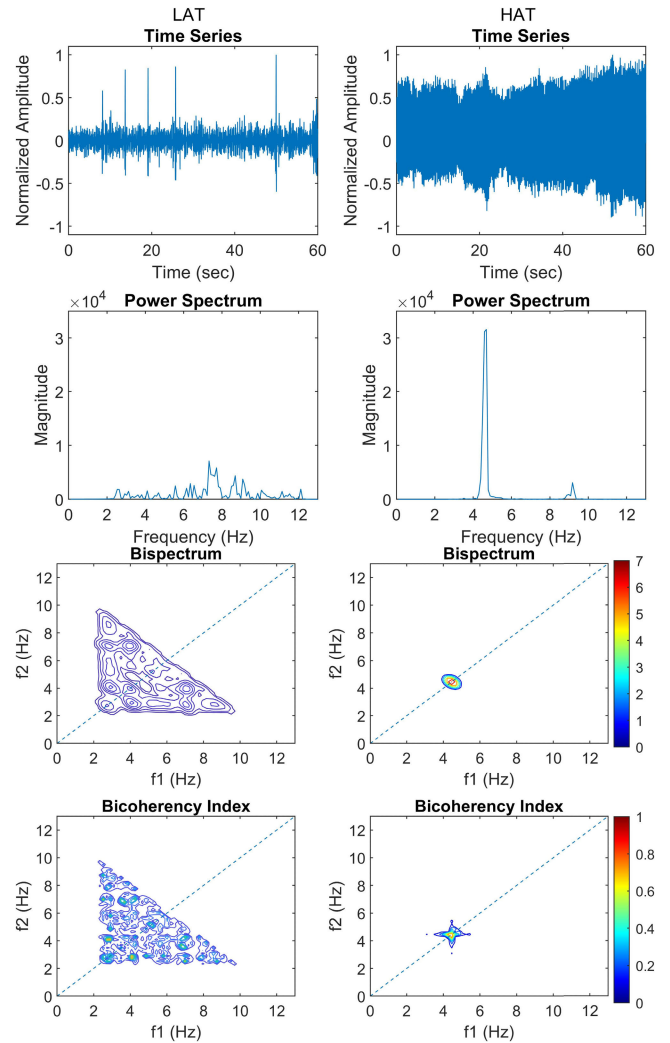 LAT
Time Series
Normalized Amplitude
1
0.5
0
-0.5
-1
0 20 40 60
Time (sec)
HAT
Time Series
Normalized Amplitude
1
0.5
0
-0.5
-1
0 20 40 60
Time (sec)
×10^4
Power Spectrum
Magnitude
3
2
1
0
0 2 4 6 8 10 12
Frequency (Hz)
×10^4
Power Spectrum
Magnitude
3
2
1
0
0 2 4 6 8 10 12
Frequency (Hz)
Bispectrum
f2 (Hz)
12
10
8
6
4
2
0
0 2 4 6 8 10 12
f1 (Hz)
Bispectrum
f2 (Hz)
12
10
8
6
4
2
0
0 2 4 6 8 10 12
f1 (Hz)
7
6
5
4
3
2
1
0
Bicoherency Index
f2 (Hz)
12
10
8
6
4
2
0
0 2 4 6 8 10 12
f1 (Hz)
Bicoherency Index
f2 (Hz)
12
10
8
6
4
2
0
0 2 4 6 8 10 12
f1 (Hz)
1
0.8
0.6
0.4
0.2
0